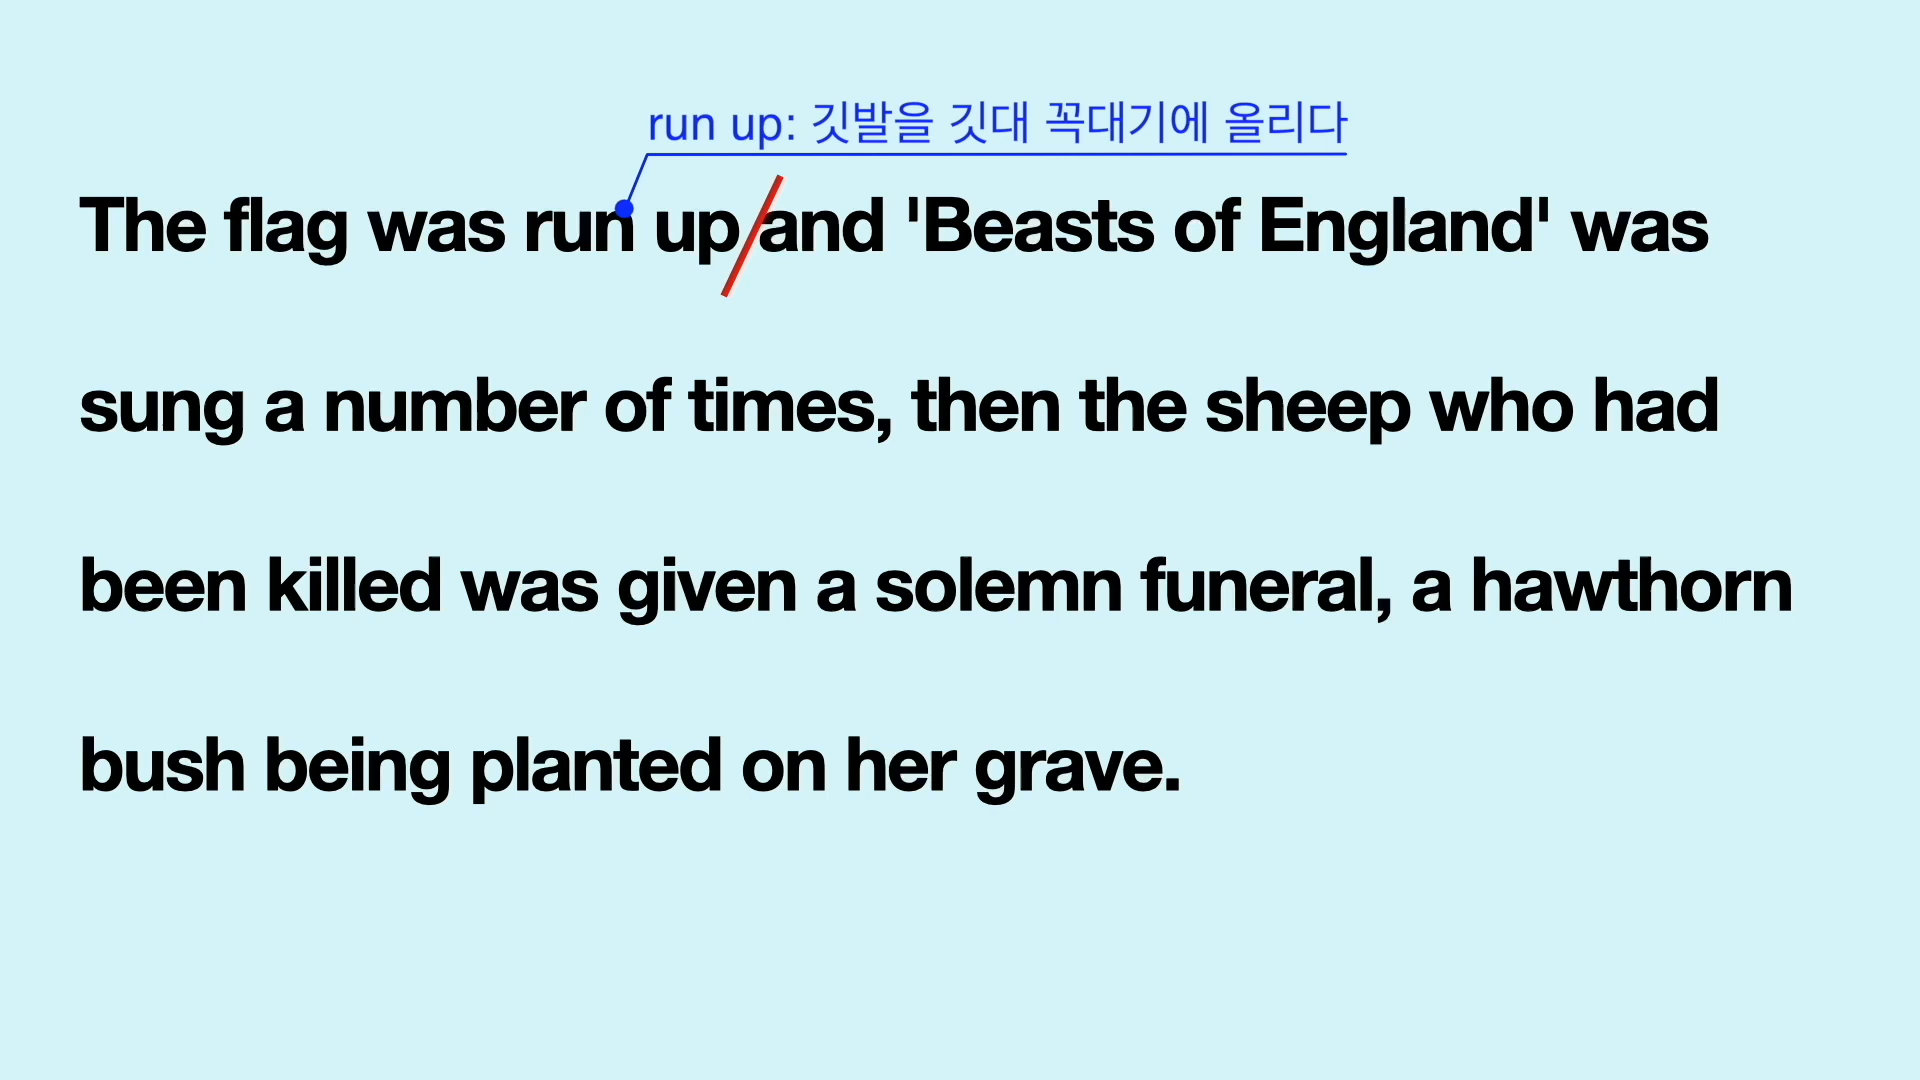 run up: 깃발을 깃대 꼭대기에 올리다
The flag was run up and 'Beasts of England' was
sung a number of times, then the sheep who had
been killed was given a solemn funeral, a hawthorn
bush being planted on her grave.